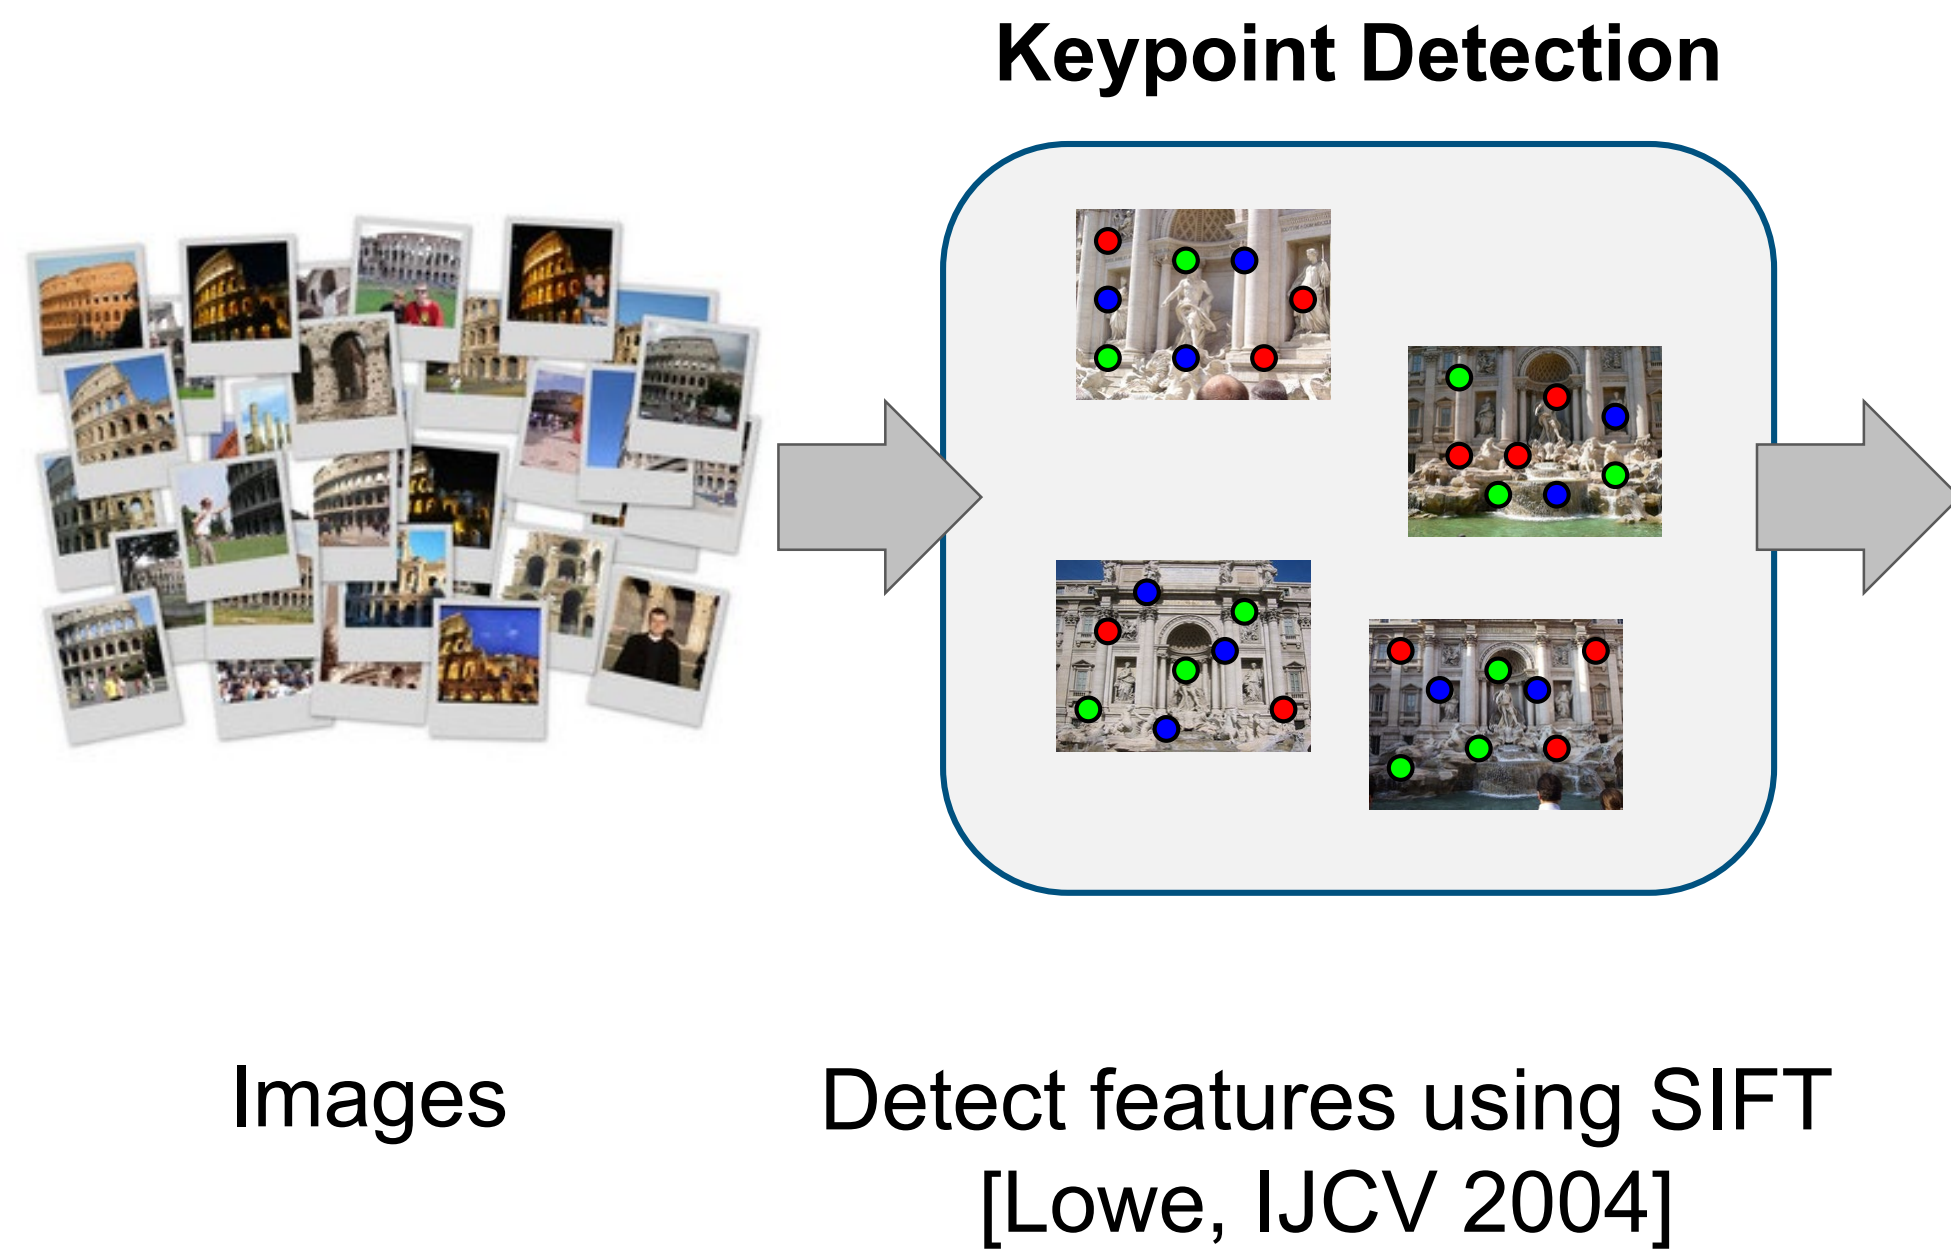 Keypoint Detection
Images
Detect features using SIFT
[Lowe, IJCV 2004]